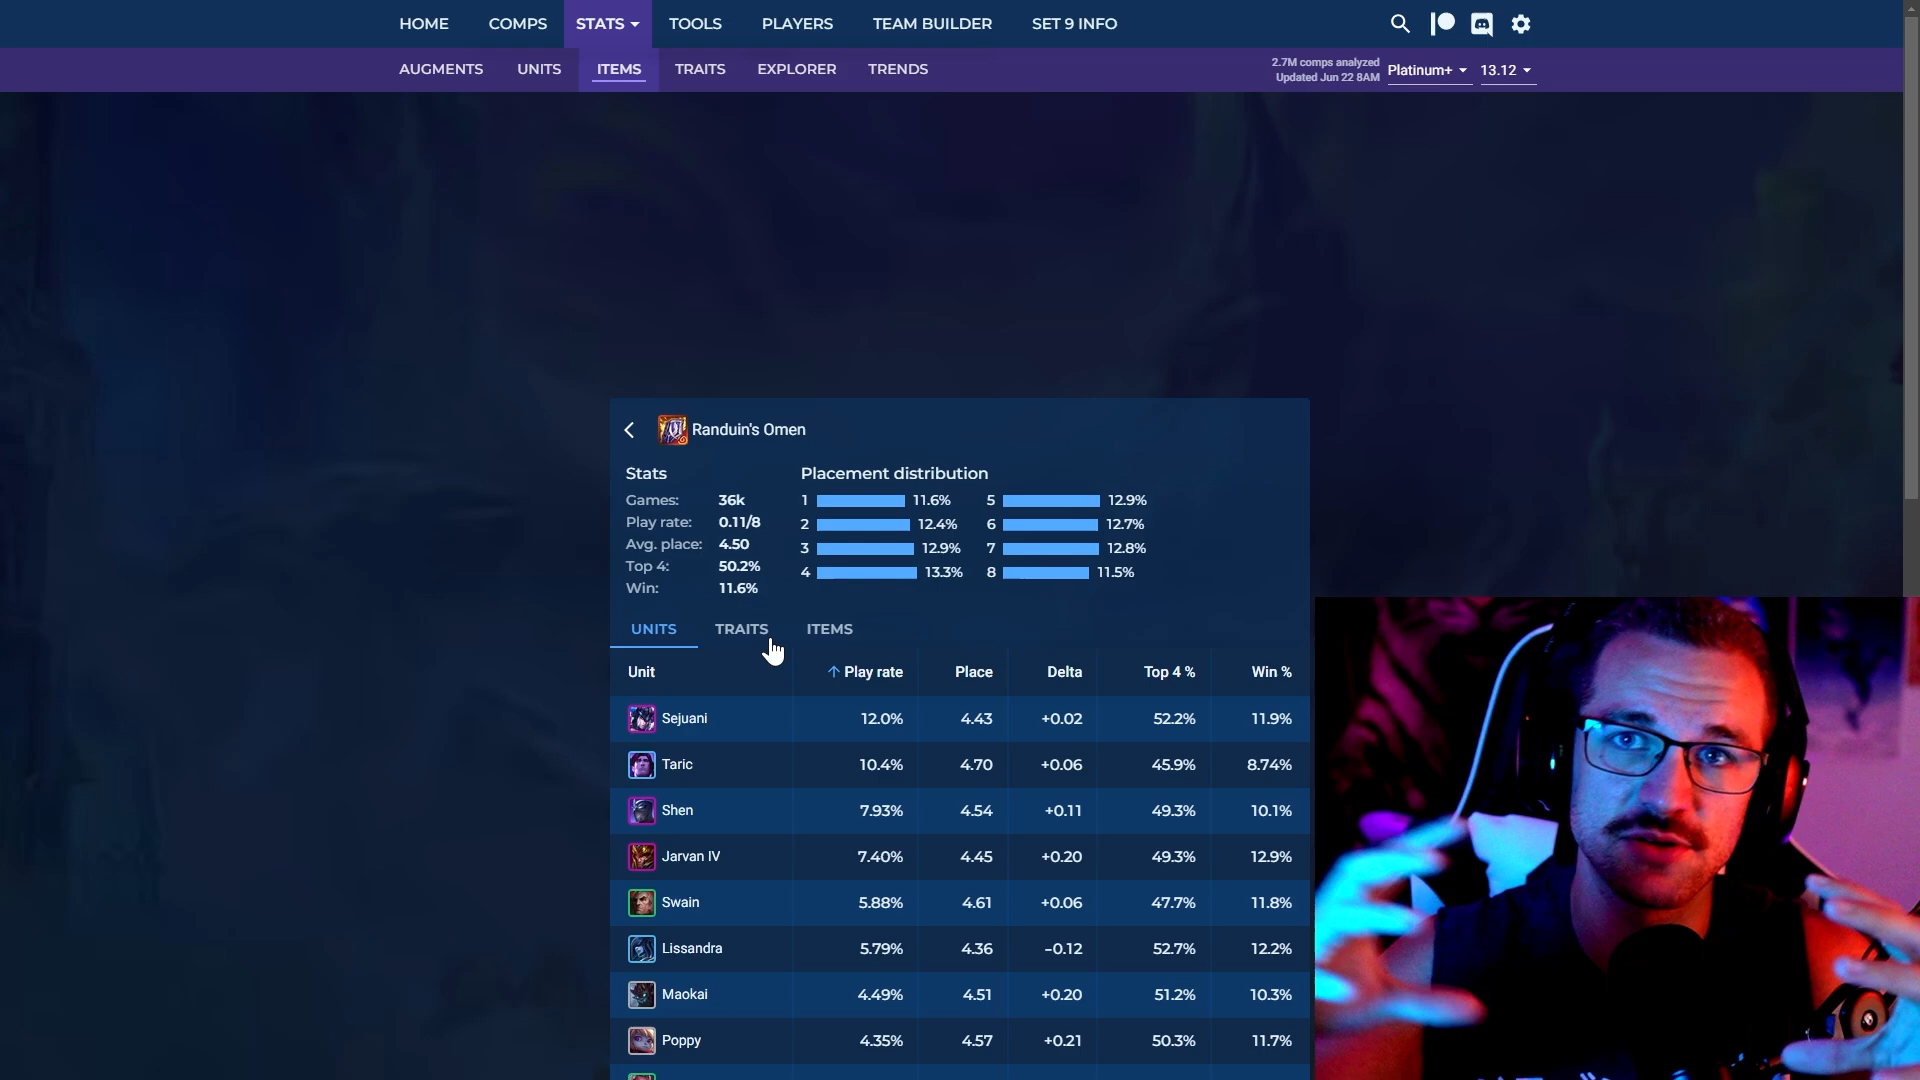 HOME COMPS STATS TOOLS PLAYERS TEAM BUILDER SET 9 INFO
AUGMENTS UNITS ITEMS TRAITS EXPLORER TRENDS
2.7M comps analyzed
Updated Jun 22 8AM
Platinum+ 13.12
Randuin's Omen
Stats Placement distribution
Games: 36k 1 11.6% 5 12.9%
Play rate: 0.11/8 2 12.4% 6 12.7%
Avg. place: 4.50 3 12.9% 7 12.8%
Top 4: 50.2% 4 13.3% 8 11.5%
Win: 11.6%
UNITS TRAITS ITEMS
Unit Play rate Place Delta Top 4 % Win %
Sejuani 12.0% 4.43 +0.02 52.2% 11.9%
Taric 10.4% 4.70 +0.06 45.9% 8.74%
Shen 7.93% 4.54 +0.11 49.3% 10.1%
Jarvan IV 7.40% 4.45 +0.20 49.3% 12.9%
Swain 5.88% 4.61 +0.06 47.7% 11.8%
Lissandra 5.79% 4.36 -0.12 52.7% 12.2%
Maokai 4.49% 4.51 +0.20 51.2% 10.3%
Poppy 4.35% 4.57 +0.21 50.3% 11.7%